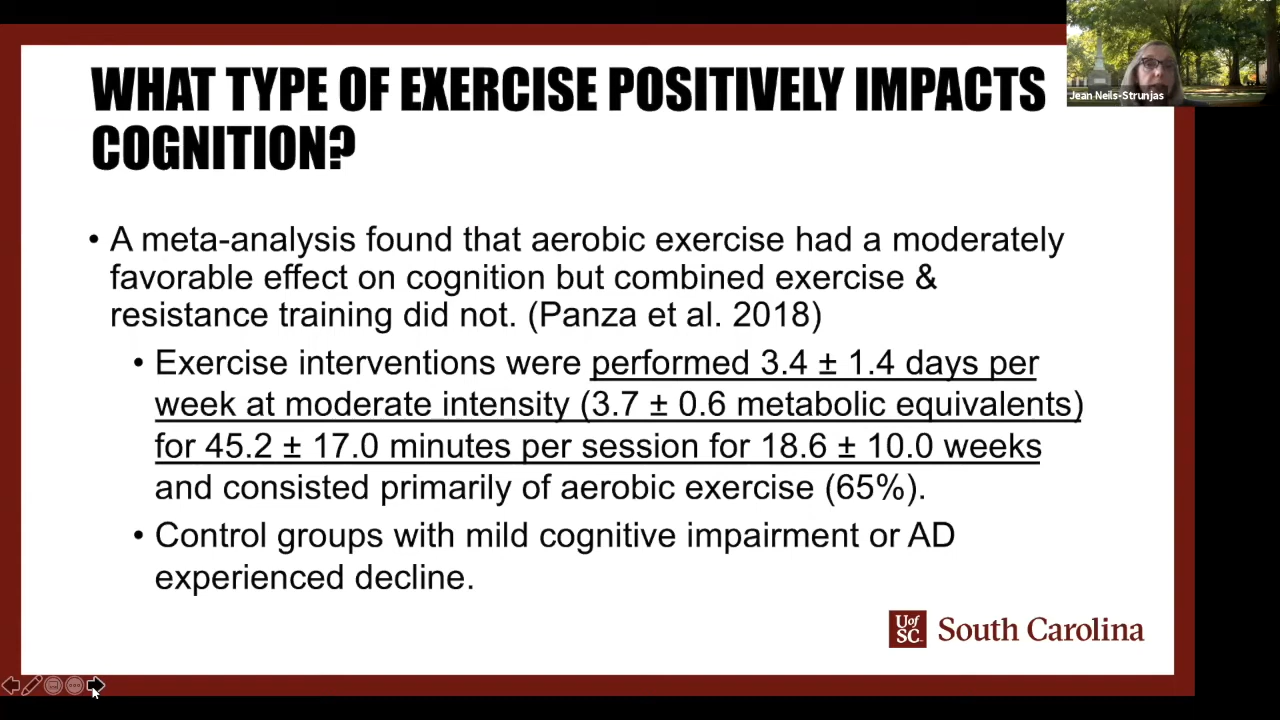 WHAT TYPE OF EXERCISE POSITIVELY IMPACTS
COGNITION?
Jean Neils-Strunjas
• A meta-analysis found that aerobic exercise had a moderately
favorable effect on cognition but combined exercise &
resistance training did not. (Panza et al. 2018)
• Exercise interventions were performed 3.4 ± 1.4 days per
week at moderate intensity (3.7 ± 0.6 metabolic equivalents)
for 45.2 ± 17.0 minutes per session for 18.6 ± 10.0 weeks
and consisted primarily of aerobic exercise (65%).
• Control groups with mild cognitive impairment or AD
experienced decline.
U of
SC
South Carolina